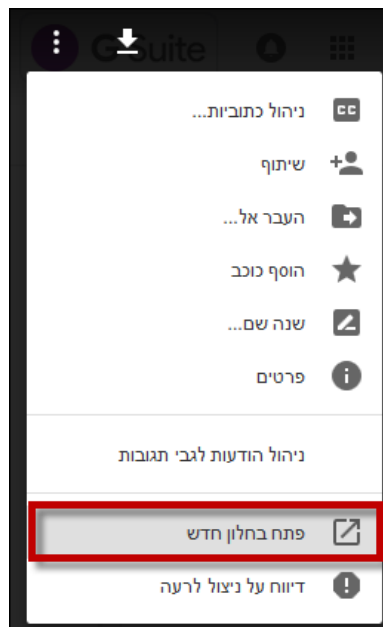 G Suite
CC
ניהול כתוביות...
שיתוף
העבר אל...
הוסף כוכב
שנה שם...
פרטים
ניהול הודעות לגבי תגובות
פתח בחלון חדש
דיווח על ניצול לרעה